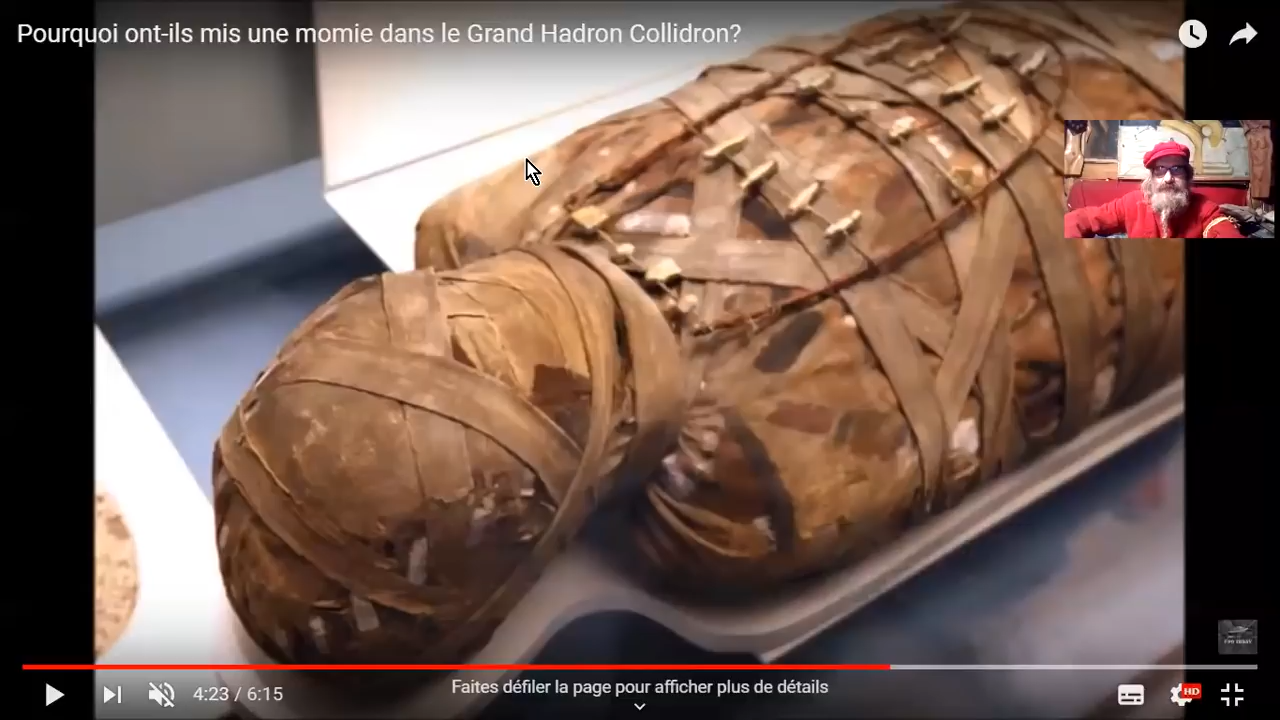 Pourquoi ont-ils mis une momie dans le Grand Hadron Collidron?
4:23 / 6:15
Faites défiler la page pour afficher plus de détails
HD